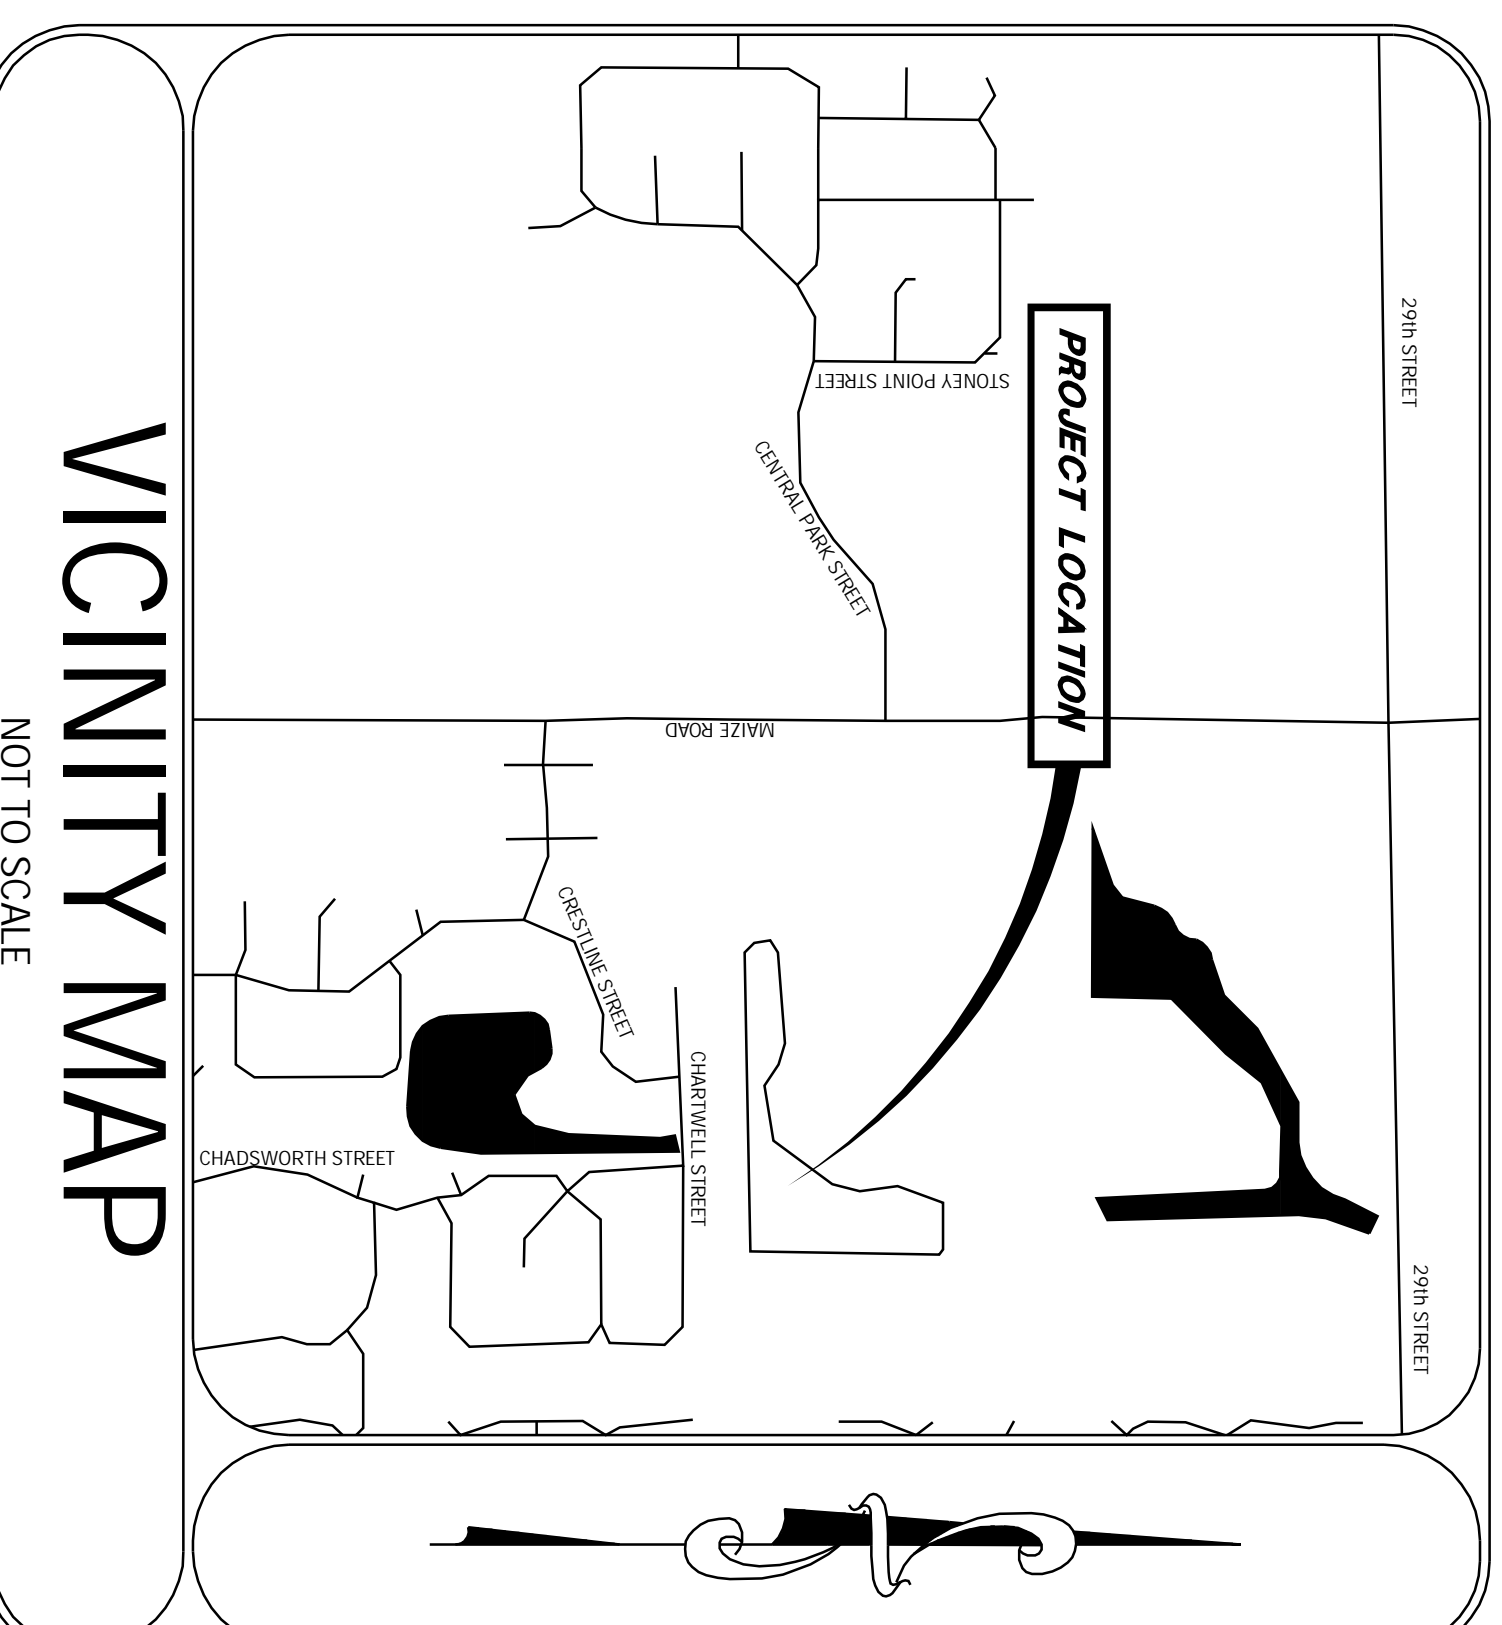 29th STREET
29th STREET
PROJECT LOCATION
STONEY POINT STREET
CENTRAL PARK STREET
MAIZE ROAD
CHARTWELL STREET
CRESTLINE STREET
CHADSWORTH STREET
VICINITY MAP
NOT TO SCALE